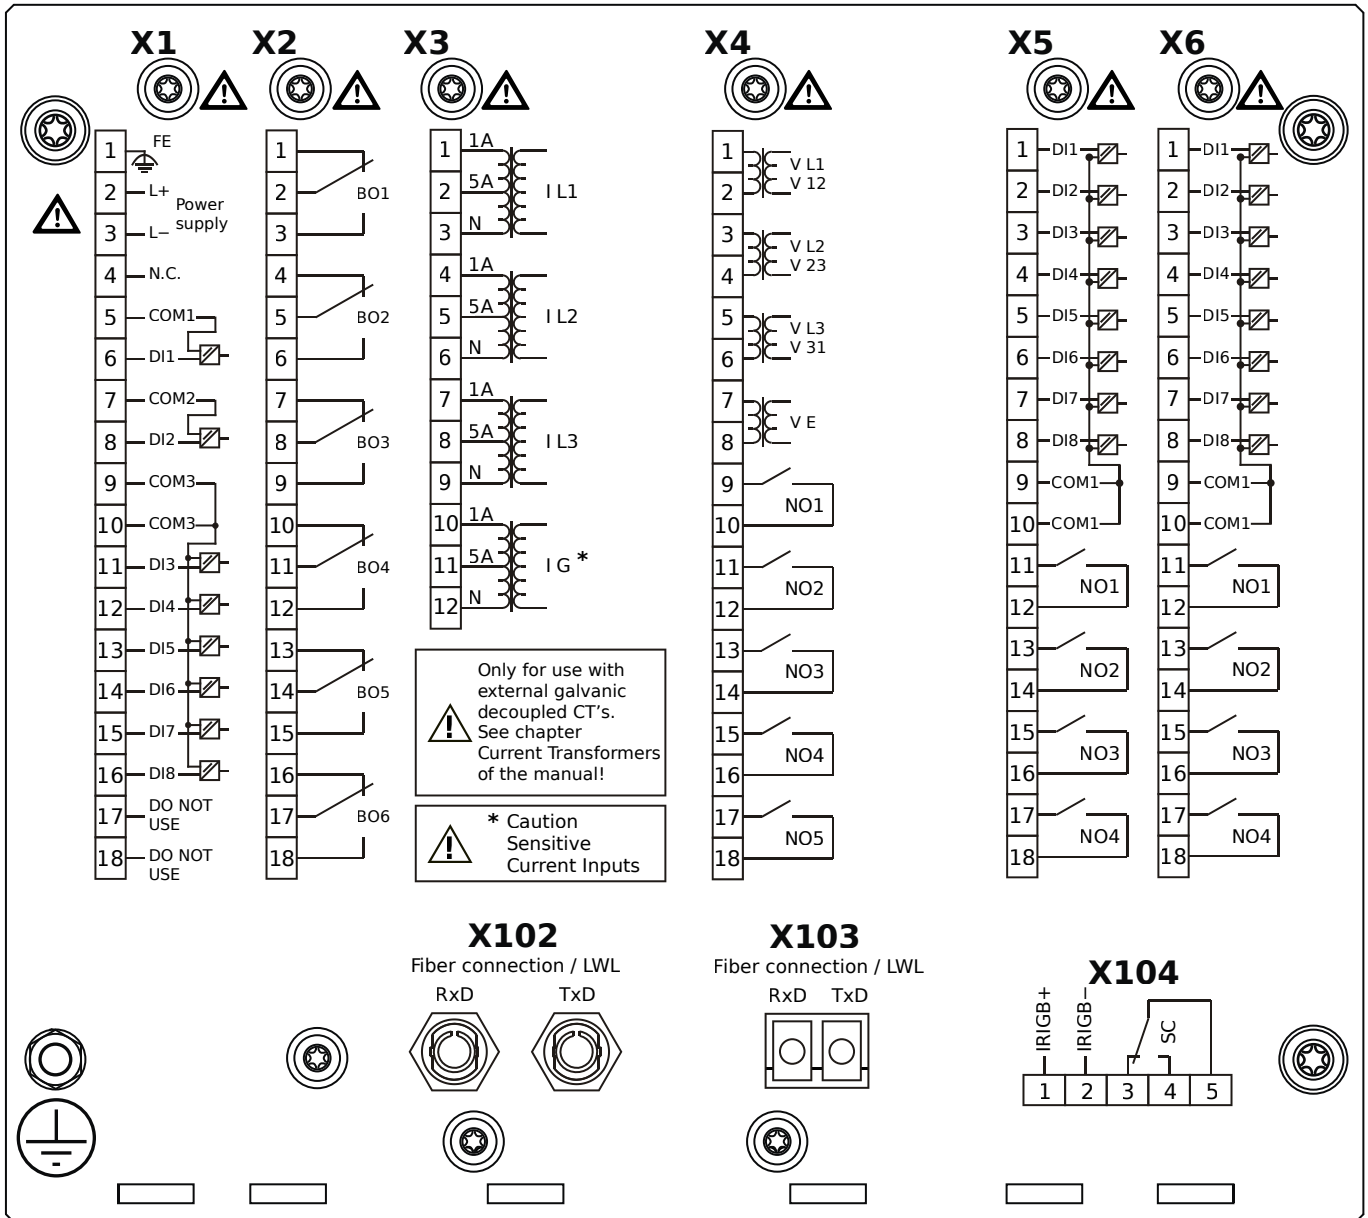 X1
X2
X3
X4
X5
X6
1 FE
2 L+
Power
supply
3 L−
4 N.C.
5 COM1
6 DI1
7 COM2
8 DI2
9 COM3
10 COM3
11 DI3
12 DI4
13 DI5
14 DI6
15 DI7
16 DI8
17 DO NOT
USE
18 DO NOT
USE
1
2 BO1
3
4
5 BO2
6
7
8 BO3
9
10
11 BO4
12
13
14 BO5
15
16
17 BO6
18
1 1A
2 5A I L1
3 N
4 1A
5 5A I L2
6 N
7 1A
8 5A I L3
9 N
10 1A
11 5A I G *
12 N
Only for use with
external galvanic
decoupled CT's.
See chapter
Current Transformers
of the manual!
* Caution
Sensitive
Current Inputs
1 V L1
2 V 12
3 V L2
4 V 23
5 V L3
6 V 31
7 V E
8
9 NO1
10
11 NO2
12
13 NO3
14
15 NO4
16
17 NO5
18
1 DI1
2 DI2
3 DI3
4 DI4
5 DI5
6 DI6
7 DI7
8 DI8
9 COM1
10 COM1
11 NO1
12
13 NO2
14
15 NO3
16
17 NO4
18
1 DI1
2 DI2
3 DI3
4 DI4
5 DI5
6 DI6
7 DI7
8 DI8
9 COM1
10 COM1
11 NO1
12
13 NO2
14
15 NO3
16
17 NO4
18
X102
Fiber connection / LWL
RxD TxD
X103
Fiber connection / LWL
RxD TxD
X104
IRIGB+
IRIGB−
SC
1 2 3 4 5